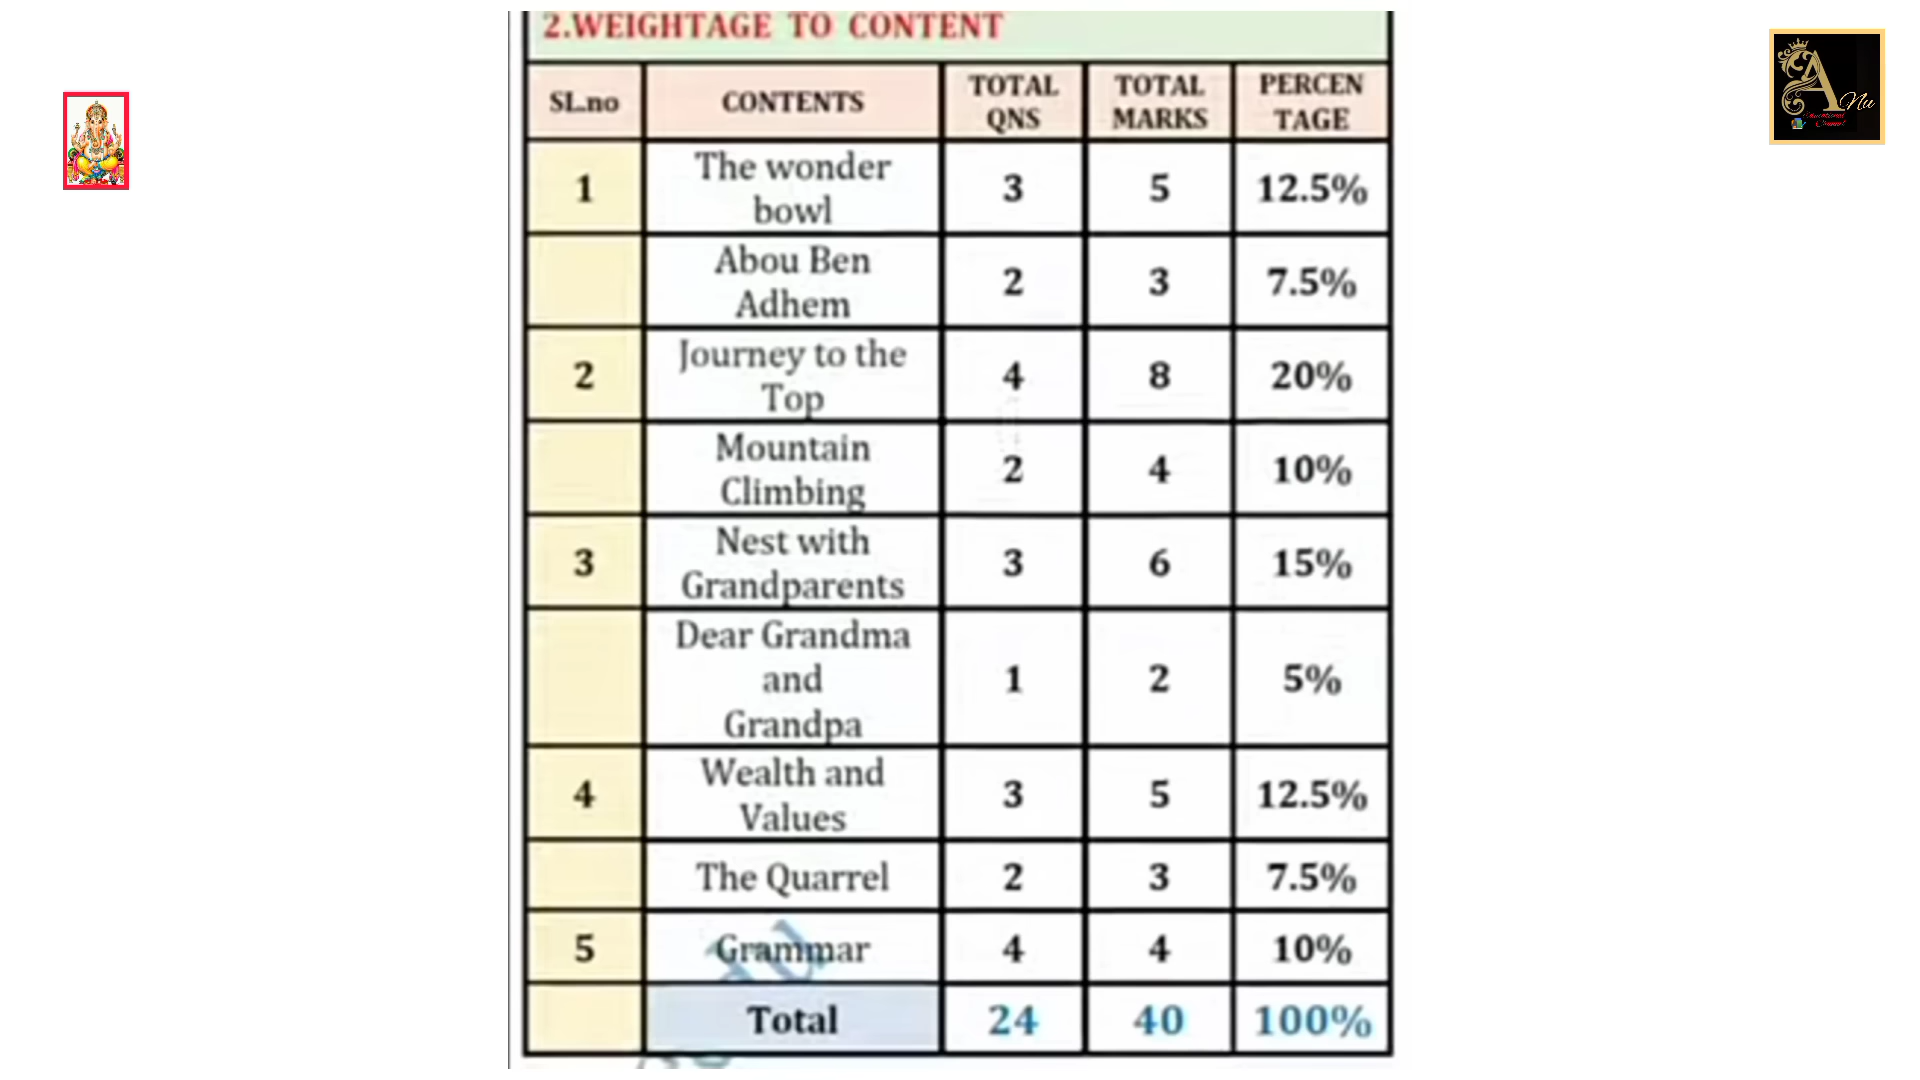 2.WEIGHTAGE TO CONTENT
SL.no CONTENTS TOTAL QNS TOTAL MARKS PERCEN TAGE
1 The wonder bowl 3 5 12.5%
Abou Ben Adhem 2 3 7.5%
2 Journey to the Top 4 8 20%
Mountain Climbing 2 4 10%
3 Nest with Grandparents 3 6 15%
Dear Grandma and Grandpa 1 2 5%
4 Wealth and Values 3 5 12.5%
The Quarrel 2 3 7.5%
5 Grammar 4 4 10%
Total 24 40 100%
ANu
Educational
Channel